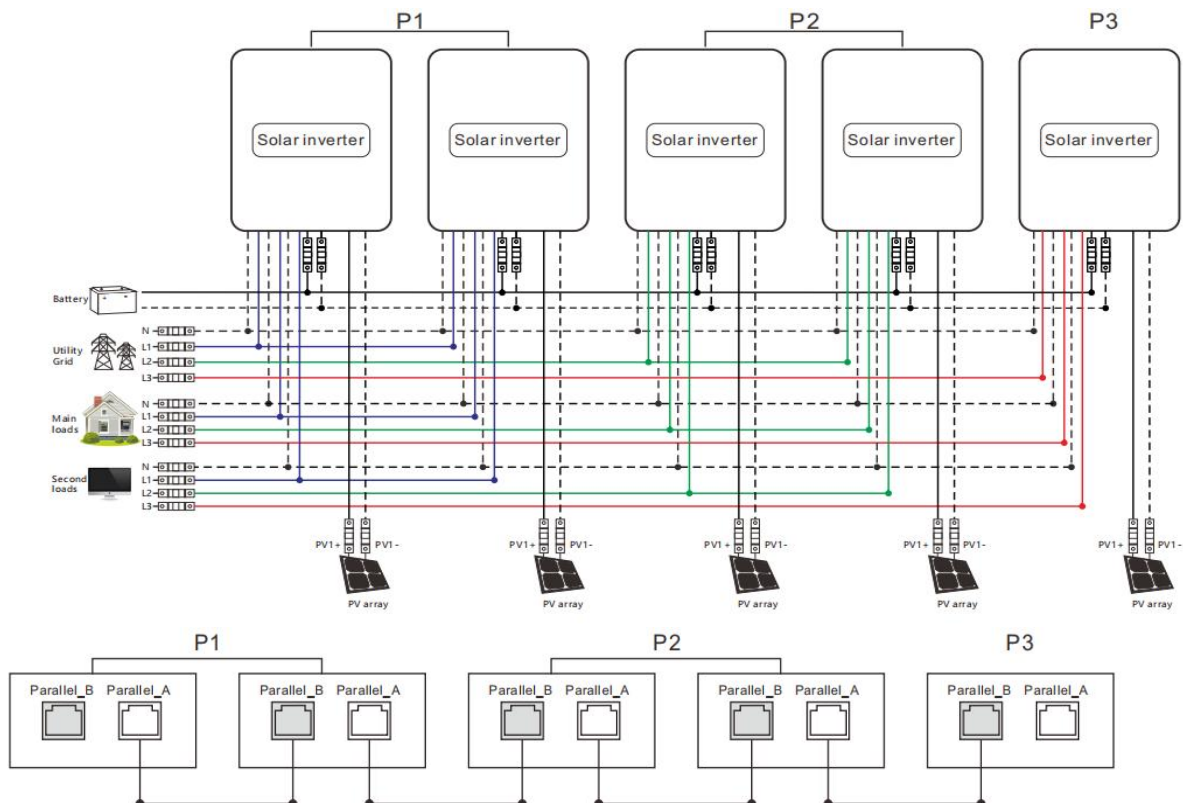 P1 P2 P3
Solar inverter Solar inverter Solar inverter Solar inverter Solar inverter
Battery
Utility
Grid
N
L1
L2
L3
Main
loads
N
L1
L2
L3
Second
loads
N
L1
L2
L3
PV1+ PV1- PV1+ PV1- PV1+ PV1- PV1+ PV1- PV1+ PV1-
PV array PV array PV array PV array PV array
P1 P2 P3
Parallel_B Parallel_A Parallel_B Parallel_A Parallel_B Parallel_A Parallel_B Parallel_A Parallel_B Parallel_A